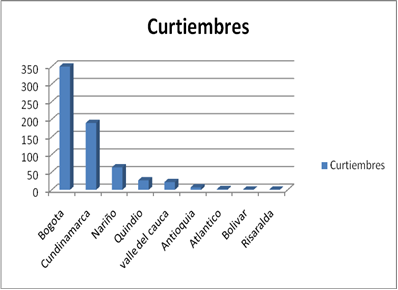 Curtiembres
350
300
250
200
150
100
50
0
Curtiembres
Bogota
Cundinamarca
Nariño
Quindio
valle del cauca
Antioquia
Atlantico
Bolivar
Risaralda